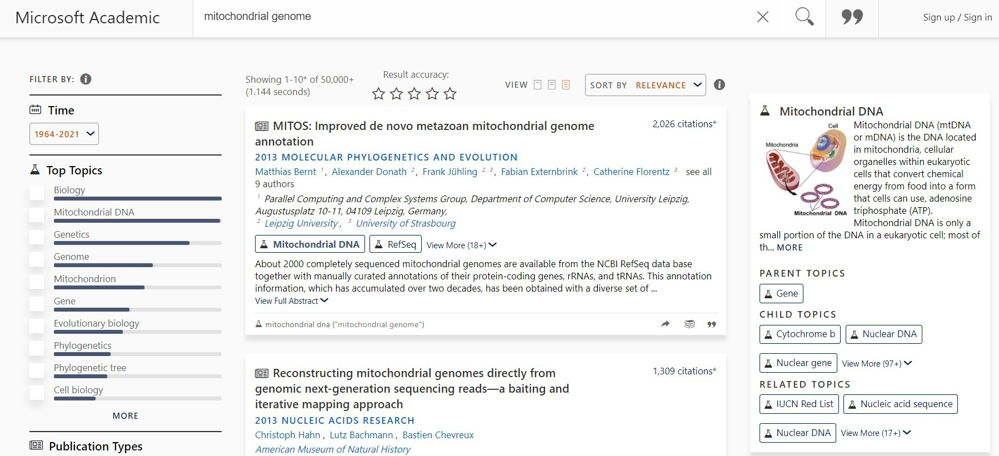 Microsoft Academic
mitochondrial genome
Sign up / Sign in
FILTER BY:
Time
1964-2021
Top Topics
Biology
Mitochondrial DNA
Genetics
Genome
Mitochondrion
Gene
Evolutionary biology
Phylogenetics
Phylogenetic tree
Cell biology
MORE
Publication Types
Showing 1-10* of 50,000+
(1.144 seconds)
Result accuracy:
VIEW
SORT BY RELEVANCE
MITOS: Improved de novo metazoan mitochondrial genome
annotation
2,026 citations*
2013 MOLECULAR PHYLOGENETICS AND EVOLUTION
Matthias Bernt 1, Alexander Donath 2, Frank Jühling 2, 3, Fabian Externbrink 2, Catherine Florentz 3 see all
9 authors
1 Parallel Computing and Complex Systems Group, Department of Computer Science, University Leipzig,
Augustusplatz 10-11, 04109 Leipzig, Germany,
2 Leipzig University, 3 University of Strasbourg
Mitochondrial DNA RefSeq View More (18+)
About 2000 completely sequenced mitochondrial genomes are available from the NCBI RefSeq data base
together with manually curated annotations of their protein-coding genes, rRNAs, and tRNAs. This annotation
information, which has accumulated over two decades, has been obtained with a diverse set of ...
View Full Abstract
mitochondrial dna ("mitochondrial genome")
Reconstructing mitochondrial genomes directly from
genomic next-generation sequencing reads—a baiting and
iterative mapping approach
1,309 citations*
2013 NUCLEIC ACIDS RESEARCH
Christoph Hahn, Lutz Bachmann, Bastien Chevreux
American Museum of Natural History
Mitochondrial DNA
Cell
Mitochondria
Mitochondrial DNA
Mitochondrial DNA (mtDNA
or mDNA) is the DNA located
in mitochondria, cellular
organelles within eukaryotic
cells that convert chemical
energy from food into a form
that cells can use, adenosine
triphosphate (ATP).
Mitochondrial DNA is only a
small portion of the DNA in a eukaryotic cell; most of
th... MORE
PARENT TOPICS
Gene
CHILD TOPICS
Cytochrome b Nuclear DNA
Nuclear gene View More (97+)
RELATED TOPICS
IUCN Red List Nucleic acid sequence
Nuclear DNA View More (17+)